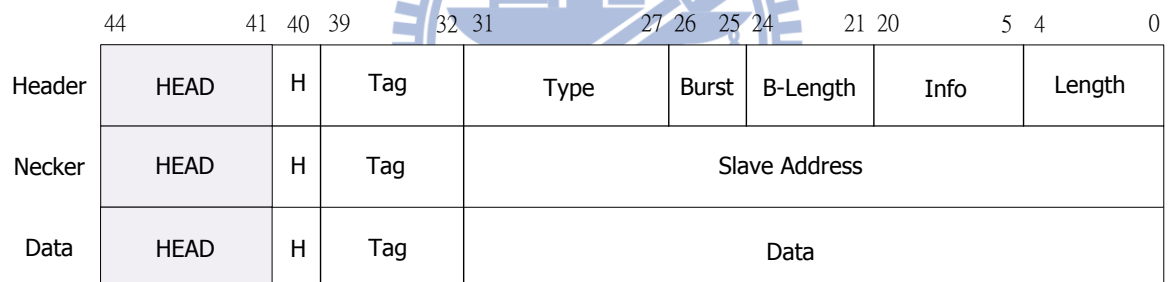 44 41 40 39 32 31 27 26 25 24 21 20 5 4 0
Header HEAD H Tag Type Burst B-Length Info Length
Necker HEAD H Tag Slave Address
Data HEAD H Tag Data